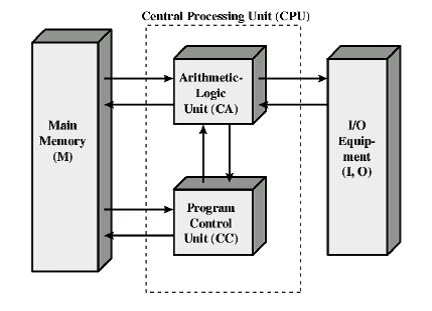 Central Processing Unit (CPU)
Arithmetic-
Logic
Unit (CA)
Main
Memory
(M)
I/O
Equip-
ment
(I, O)
Program
Control
Unit (CC)